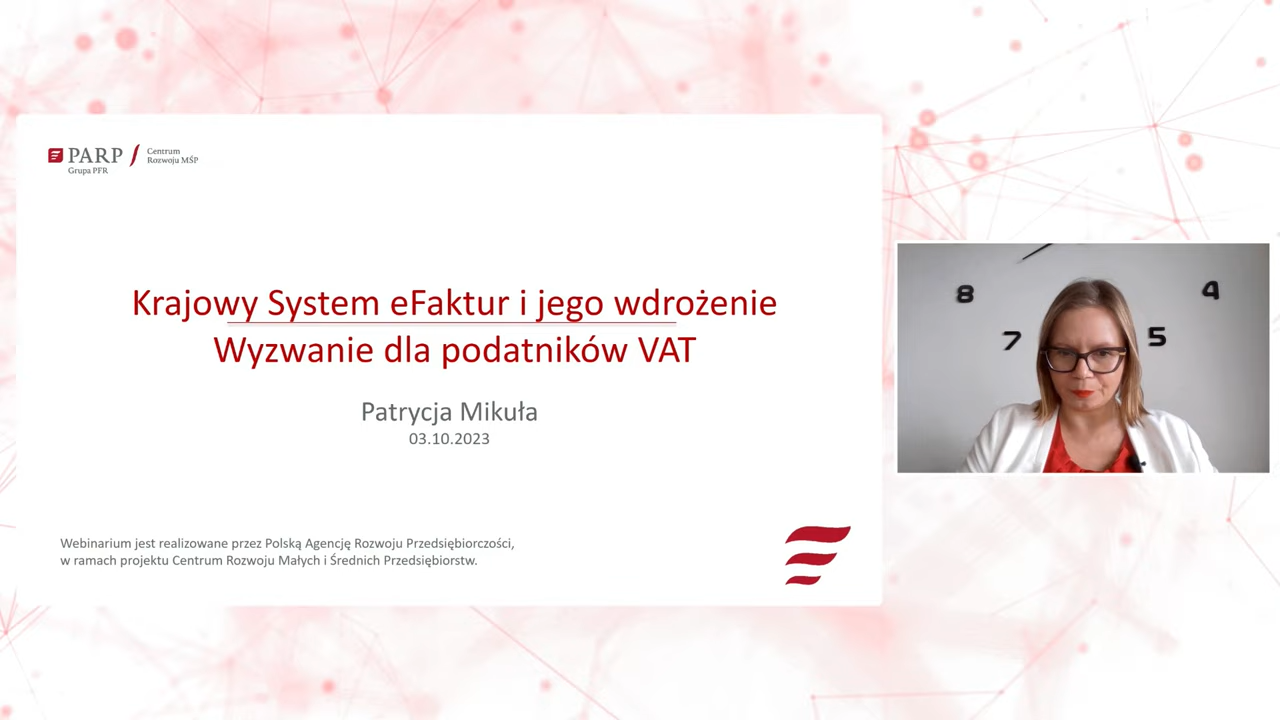 PARP
Grupa PFR
Centrum
Rozwoju MŚP
Krajowy System eFaktur i jego wdrożenie
Wyzwanie dla podatników VAT
Patrycja Mikuła
03.10.2023
Webinarium jest realizowane przez Polską Agencję Rozwoju Przedsiębiorczości,
w ramach projektu Centrum Rozwoju Małych i Średnich Przedsiębiorstw.
8
4
7
5